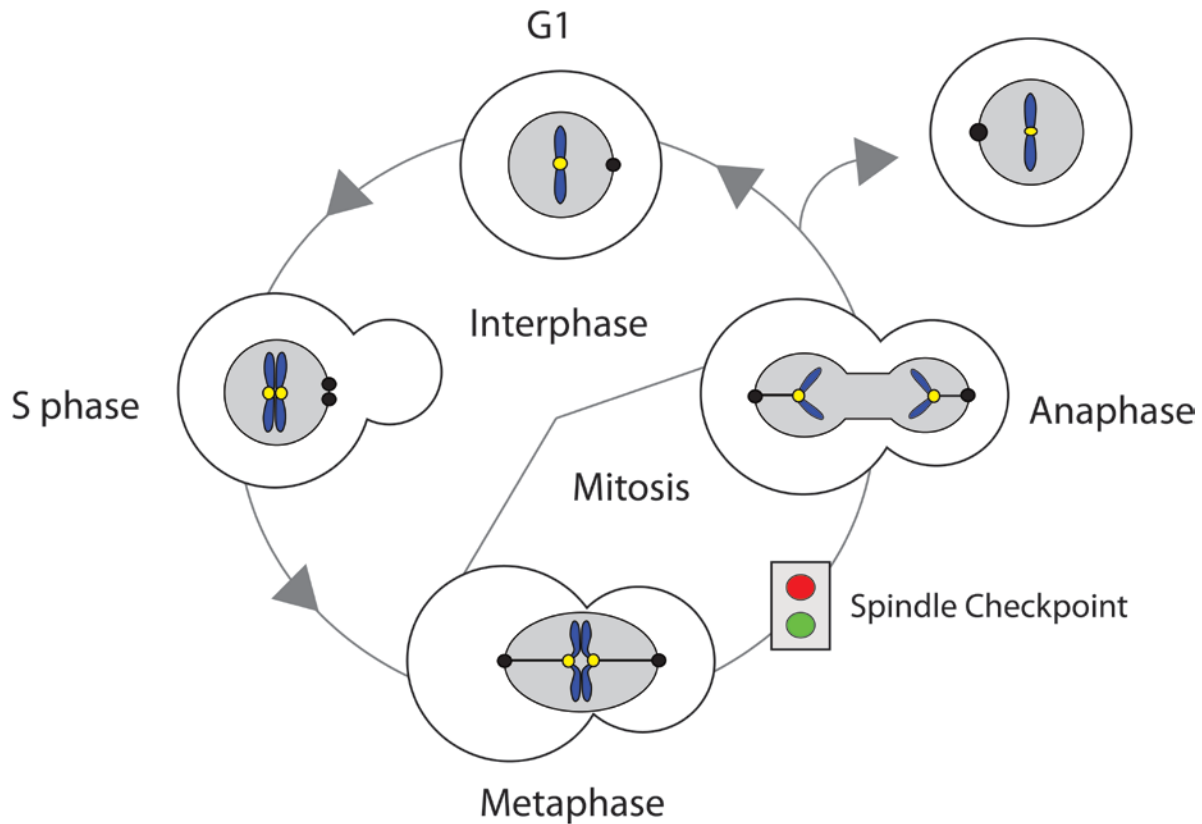 G1
Interphase
S phase
Anaphase
Mitosis
Spindle Checkpoint
Metaphase